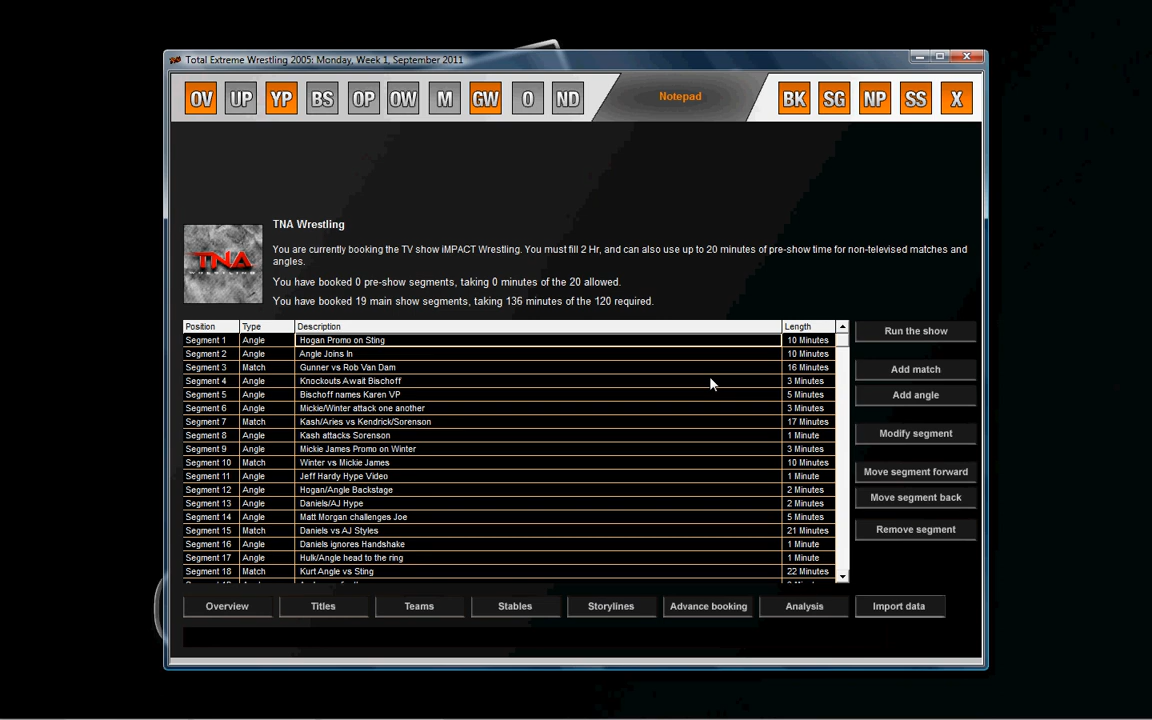 Total Extreme Wrestling 2005: Monday, Week 1, September 2011
OV UP YP BS OP OW M GW O ND Notepad BK SG NP SS X
TNA Wrestling
You are currently booking the TV show iMPACT Wrestling. You must fill 2 Hr, and can also use up to 20 minutes of pre-show time for non-televised matches and
angles.
You have booked 0 pre-show segments, taking 0 minutes of the 20 allowed.
You have booked 19 main show segments, taking 136 minutes of the 120 required.
TNA
WRESTLING
Position Type Description Length
Segment 1 Angle Hogan Promo on Sting 10 Minutes
Segment 2 Angle Angle Joins In 10 Minutes
Segment 3 Match Gunner vs Rob Van Dam 16 Minutes
Segment 4 Angle Knockouts Await Bischoff 3 Minutes
Segment 5 Angle Bischoff names Karen VP 5 Minutes
Segment 6 Angle Mickie/Winter attack one another 3 Minutes
Segment 7 Match Kash/Aries vs Kendrick/Sorenson 17 Minutes
Segment 8 Angle Kash attacks Sorenson 1 Minute
Segment 9 Angle Mickie James Promo on Winter 3 Minutes
Segment 10 Match Winter vs Mickie James 10 Minutes
Segment 11 Angle Jeff Hardy Hype Video 1 Minute
Segment 12 Angle Hogan/Angle Backstage 2 Minutes
Segment 13 Angle Daniels/AJ Hype 2 Minutes
Segment 14 Angle Matt Morgan challenges Joe 5 Minutes
Segment 15 Match Daniels vs AJ Styles 21 Minutes
Segment 16 Angle Daniels ignores Handshake 1 Minute
Segment 17 Angle Hulk/Angle head to the ring 1 Minute
Segment 18 Match Kurt Angle vs Sting 22 Minutes
Run the show
Add match
Add angle
Modify segment
Move segment forward
Move segment back
Remove segment
Overview Titles Teams Stables Storylines Advance booking Analysis Import data